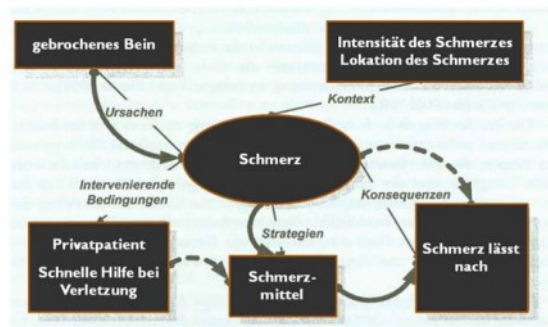 gebrochenes Bein
Intensität des Schmerzes
Lokation des Schmerzes
Ursachen
Kontext
Schmerz
Intervenierende
Bedingungen
Konsequenzen
Strategien
Privatpatient
Schnelle Hilfe bei
Verletzung
Schmerz-
mittel
Schmerz lässt
nach